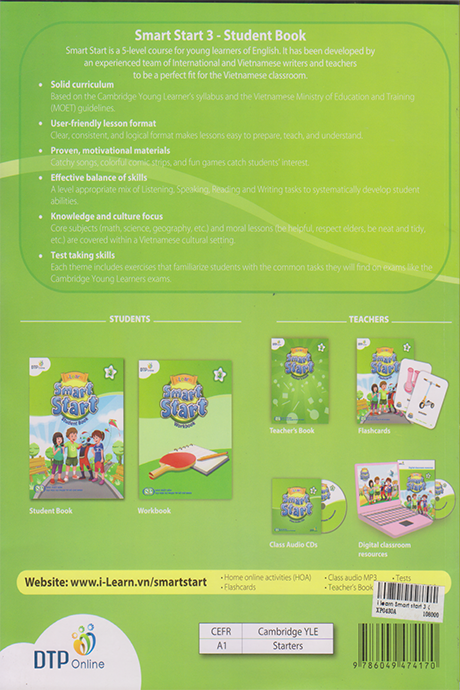 Smart Start 3 - Student Book
Smart Start is a 5-level course for young learners of English. It has been developed by
an experienced team of International and Vietnamese writers and teachers
to be a perfect fit for the Vietnamese classroom.
• Solid curriculum
Based on the Cambridge Young Learner's syllabus and the Vietnamese Ministry of Education and Training
(MOET) guidelines.
• User-friendly lesson format
Clear, consistent, and logical format makes lessons easy to prepare, teach, and understand.
• Proven, motivational materials
Catchy songs, colorful comic strips, and fun games catch students' interest
• Effective balance of skills
A level appropriate mix of Listening, Speaking, Reading and Writing tasks to systematically develop student
abilities.
• Knowledge and culture focus
Core subjects (math, science, geography, etc.) and moral lessons (be helpful, respect elders, be neat and tidy,
etc.) are covered within a Vietnamese cultural setting.
• Test taking skills
Each theme includes exercises that familiarize students with the common tasks they will find on exams like the
Cambridge Young Learners exams.
STUDENTS
TEACHERS
DTP
Smart
Start
Student Book
Smart
Start
Workbook
Smart
Start
Smart
Start
Student Book
Workbook
Teacher's Book
Flashcards
Smart
Start
Smart
Start
Class Audio CDs
Digital classroom
resources
Website: www.i-Learn.vn/smartstart
• Home online activities (HOA)
• Class audio MP3
• Tests
• Flashcards
• Teacher's Book
i learn Smart start 3 (
108000
DTP Online
CEFR
Cambridge YLE
A1
Starters
9786049474170